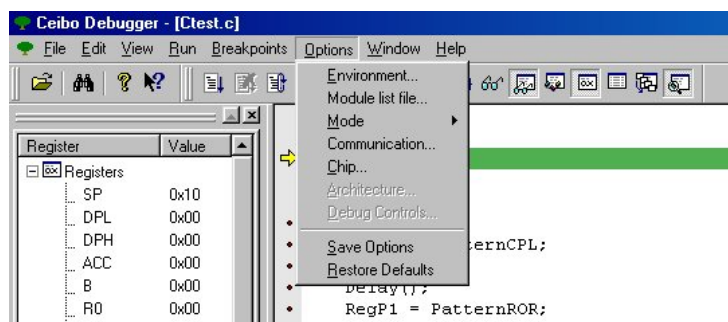 Ceibo Debugger - [Ctest.c]
File Edit View Run Breakpoints Options Window Help
Environment...
Module list file...
Mode
Communication...
Chip...
Architecture...
Debug Controls...
Save Options
Restore Defaults
Register Value
Registers
SP 0x10
DPL 0x00
DPH 0x00
ACC 0x00
B 0x00
R0 0x00
ternCPL;
Delay();
RegP1 = PatternROR;